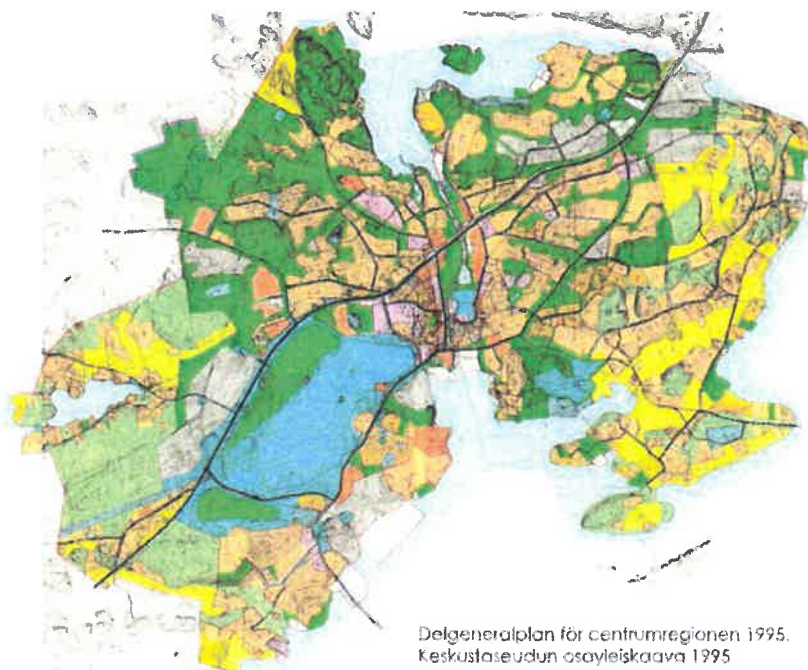 Delgeneralplan för centrumregionen 1995.
Keskustaseudun osayleiskaava 1995